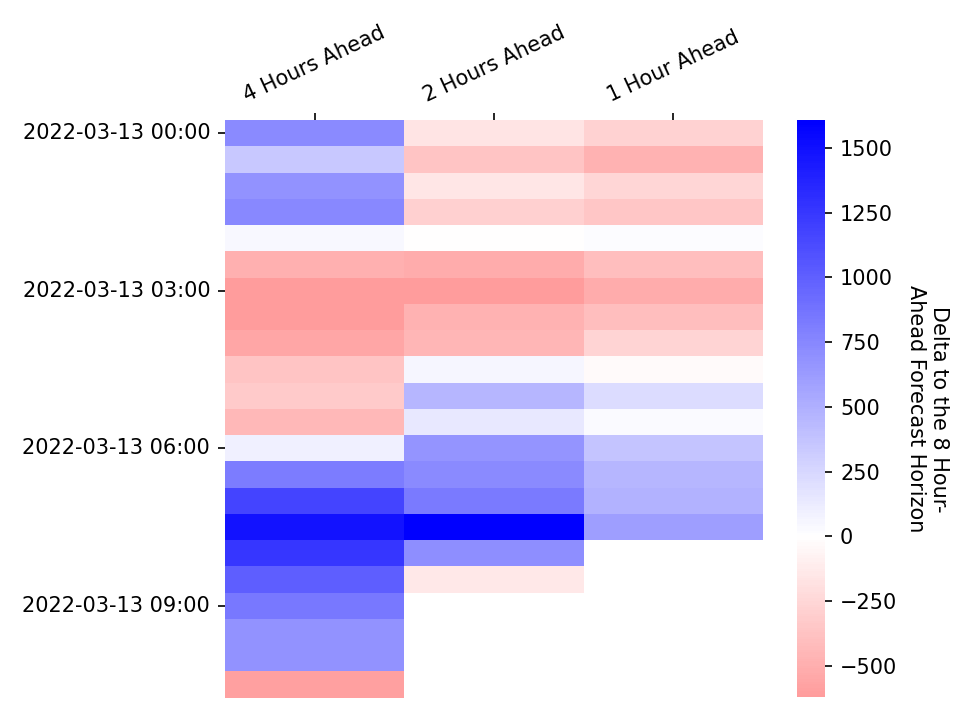 4 Hours Ahead
2 Hours Ahead
1 Hour Ahead
2022-03-13 00:00
2022-03-13 03:00
2022-03-13 06:00
2022-03-13 09:00
1500
1250
1000
750
500
250
0
−250
−500
Delta to the 8 Hour-
Ahead Forecast Horizon